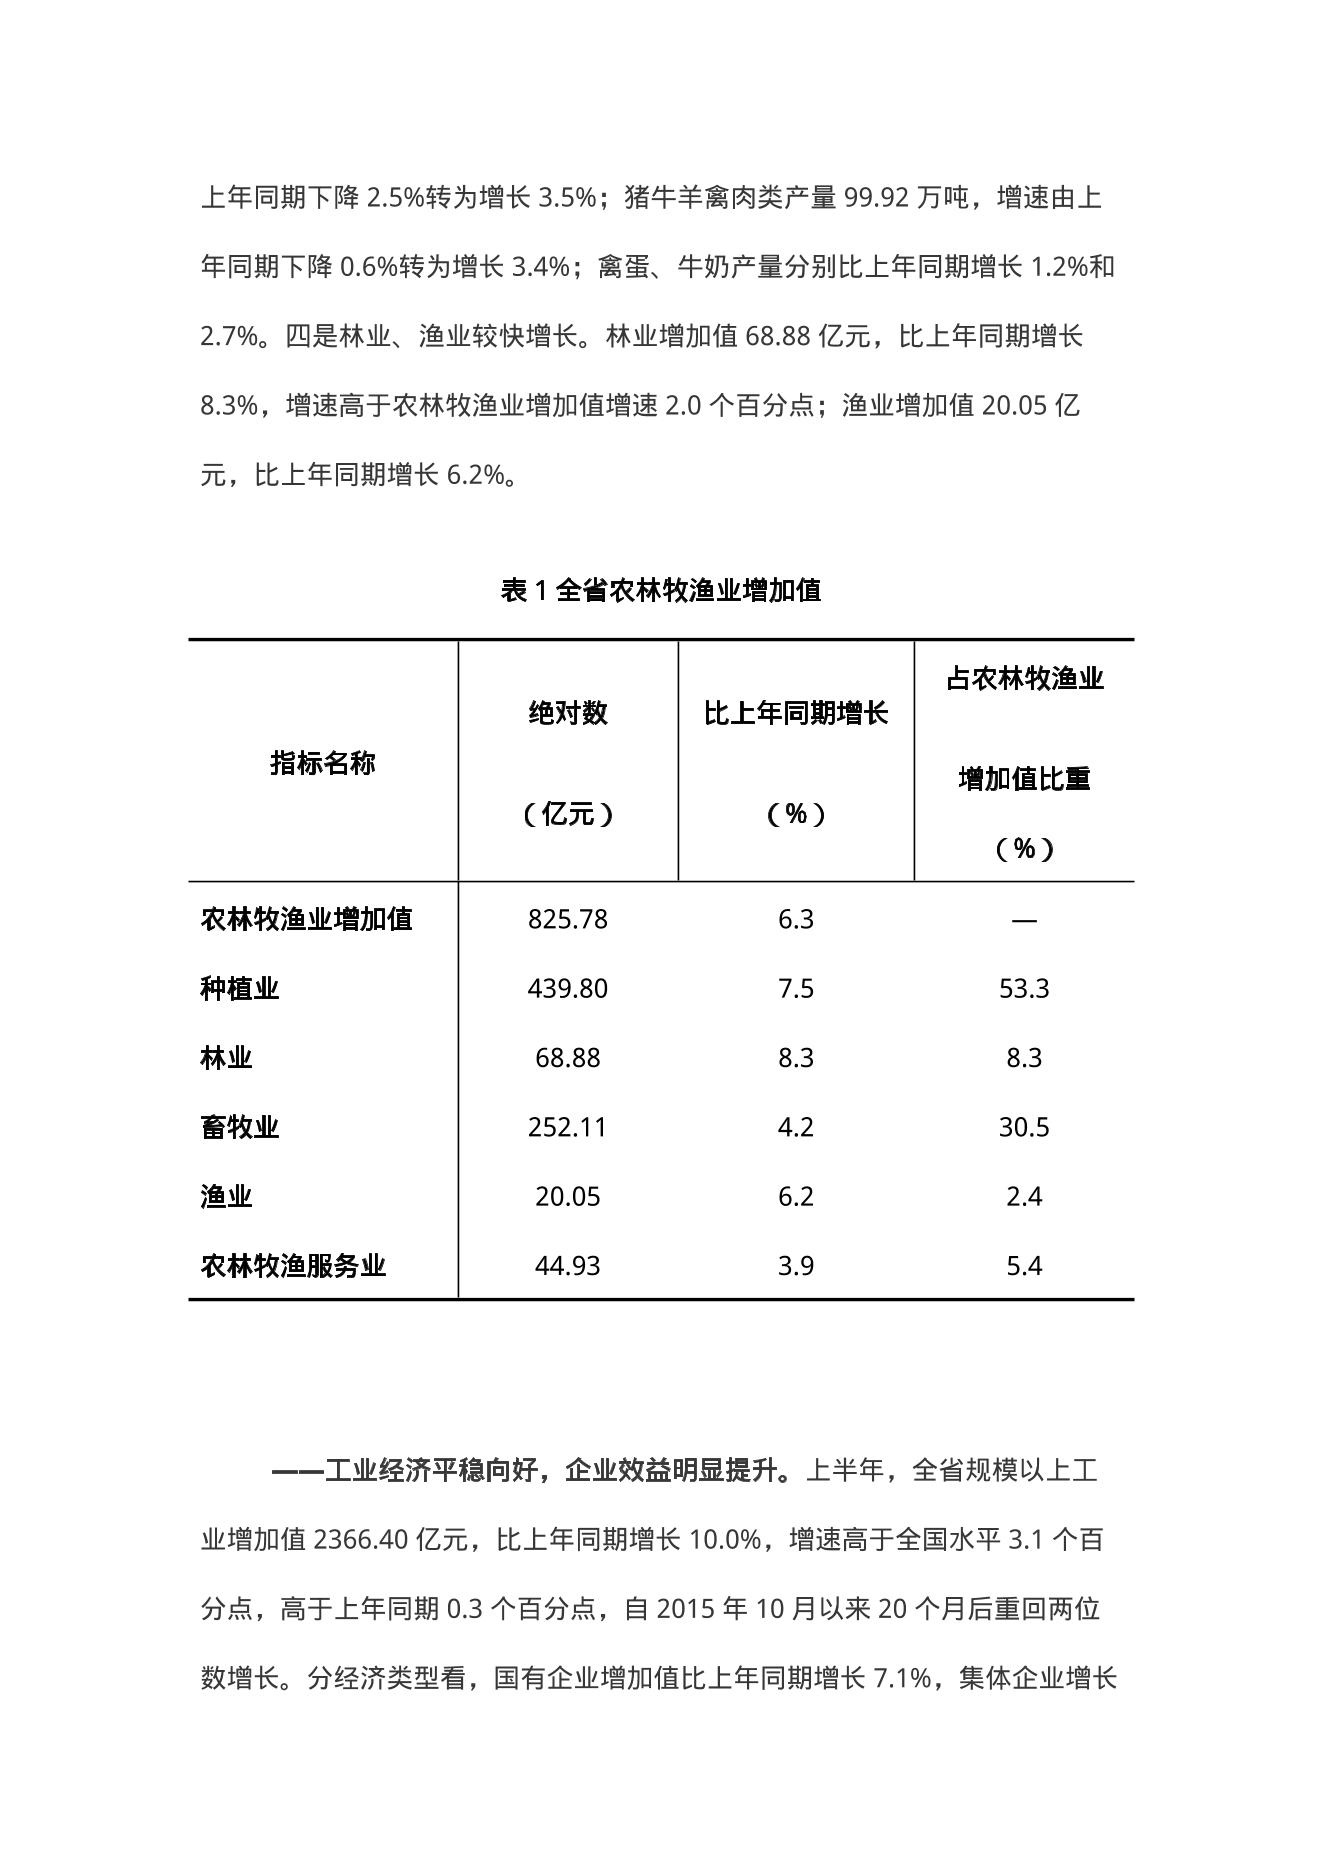 上年同期下降 2.5%转为增长 3.5%；猪牛羊禽肉类产量 99.92 万吨，增速由上
年同期下降 0.6%转为增长 3.4%；禽蛋、牛奶产量分别比上年同期增长 1.2%和
2.7%。四是林业、渔业较快增长。林业增加值 68.88 亿元，比上年同期增长
8.3%，增速高于农林牧渔业增加值增速 2.0 个百分点；渔业增加值 20.05 亿
元，比上年同期增长 6.2%。
表 1 全省农林牧渔业增加值
指标名称 绝对数 （亿元） 比上年同期增长 （%） 占农林牧渔业 增加值比重 （%）
农林牧渔业增加值 825.78 6.3 —
种植业 439.80 7.5 53.3
林业 68.88 8.3 8.3
畜牧业 252.11 4.2 30.5
渔业 20.05 6.2 2.4
农林牧渔服务业 44.93 3.9 5.4
——工业经济平稳向好，企业效益明显提升。上半年，全省规模以上工
业增加值 2366.40 亿元，比上年同期增长 10.0%，增速高于全国水平 3.1 个百
分点，高于上年同期 0.3 个百分点，自 2015 年 10 月以来 20 个月后重回两位
数增长。分经济类型看，国有企业增加值比上年同期增长 7.1%，集体企业增长